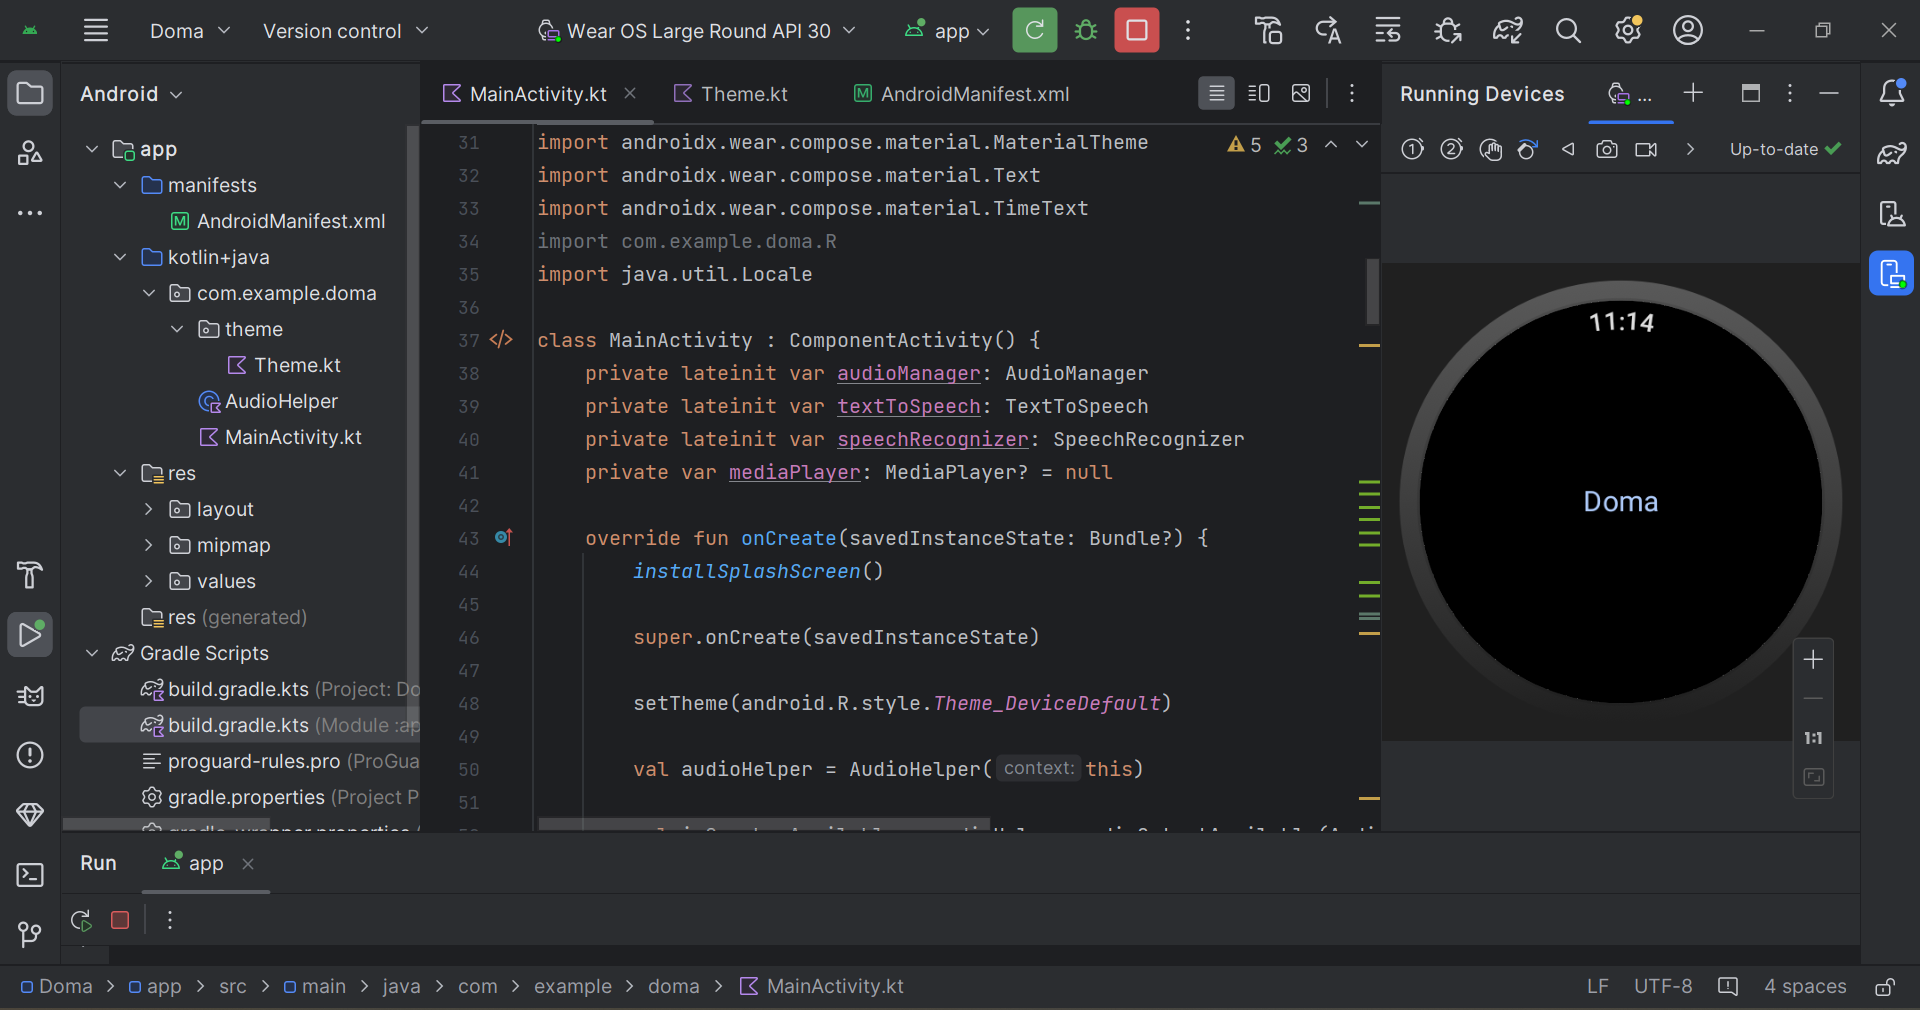 Doma
Version control
Wear OS Large Round API 30
app
Android
MainActivity.kt
Theme.kt
AndroidManifest.xml
Running Devices
...
app
manifests
AndroidManifest.xml
kotlin+java
com.example.doma
theme
Theme.kt
AudioHelper
MainActivity.kt
res
layout
mipmap
values
res (generated)
Gradle Scripts
build.gradle.kts (Project: Do
build.gradle.kts (Module :ap
proguard-rules.pro (ProGua
gradle.properties (Project P
31 import androidx.wear.compose.material.MaterialTheme
32 import androidx.wear.compose.material.Text
33 import androidx.wear.compose.material.TimeText
34 import com.example.doma.R
35 import java.util.Locale
36
37 class MainActivity : ComponentActivity() {
38 private lateinit var audioManager: AudioManager
39 private lateinit var textToSpeech: TextToSpeech
40 private lateinit var speechRecognizer: SpeechRecognizer
41 private var mediaPlayer: MediaPlayer? = null
42
43 override fun onCreate(savedInstanceState: Bundle?) {
44 installSplashScreen()
45
46 super.onCreate(savedInstanceState)
47
48 setTheme(android.R.style.Theme_DeviceDefault)
49
50 val audioHelper = AudioHelper( context: this)
51
5 3
1 2 Up-to-date
11:14
Doma
1:1
Run
app
Doma > app > src > main > java > com > example > doma > MainActivity.kt
LF UTF-8 4 spaces